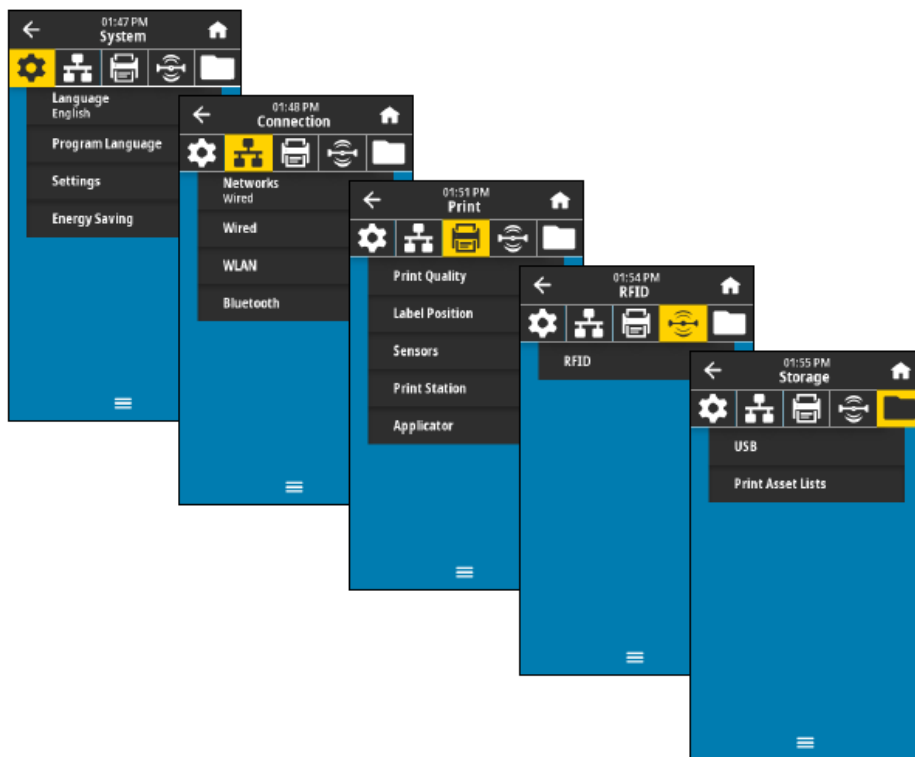 01:47 PM
System
Language
English
Program Language
Settings
Energy Saving
01:48 PM
Connection
Networks
Wired
Wired
WLAN
Bluetooth
01:51 PM
Print
Print Quality
Label Position
Sensors
Print Station
Applicator
01:54 PM
RFID
RFID
01:55 PM
Storage
USB
Print Asset Lists